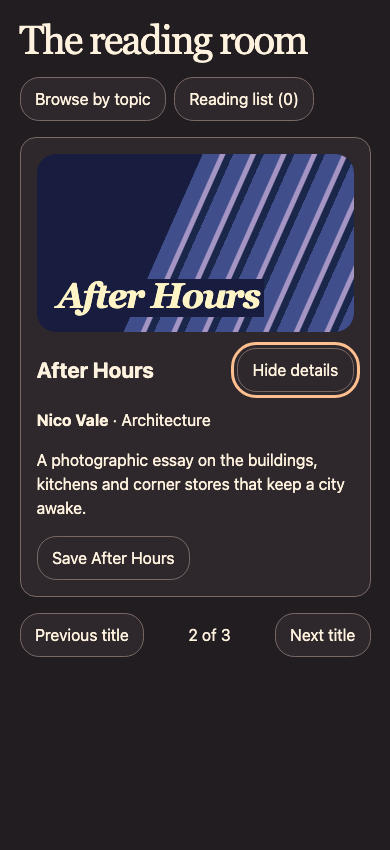 The reading room
Browse by topic
Reading list (0)
After Hours
After Hours
Hide details
Nico Vale · Architecture
A photographic essay on the buildings,
kitchens and corner stores that keep a city
awake.
Save After Hours
Previous title
2 of 3
Next title